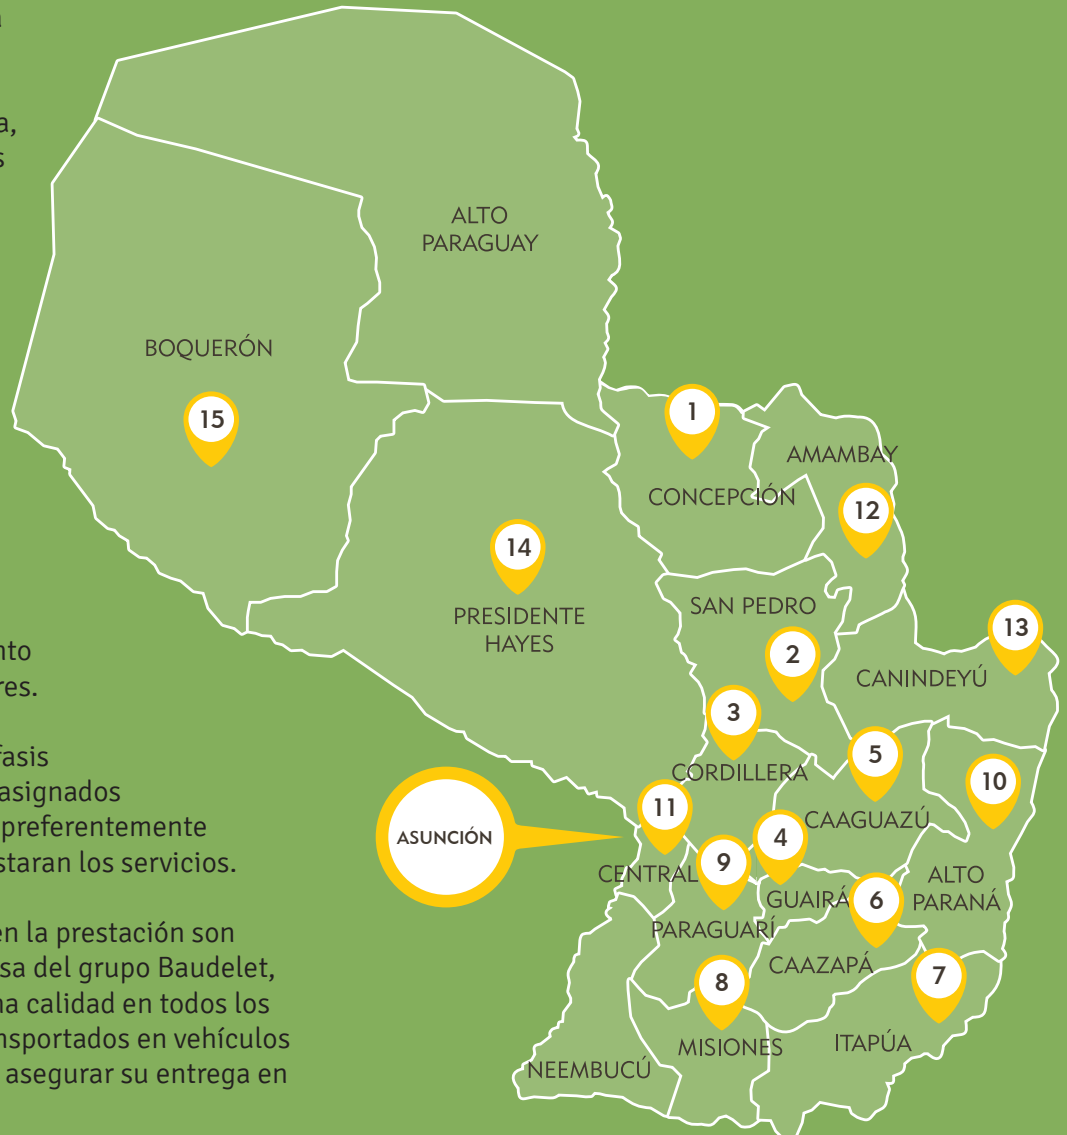 a,
s
nto
res.
fasis
asignados
preferentemente
staran los servicios.
en la prestación son
sa del grupo Baudelet,
na calidad en todos los
nsportados en vehículos
asegurar su entrega en
ALTO
PARAGUAY
BOQUERÓN
15
1
AMAMBAY
CONCEPCIÓN
12
14
PRESIDENTE
HAYES
SAN PEDRO
2
13
CANINDEYÚ
3
CORDILLERA
5
10
CAAGUAZÚ
11
4
ASUNCIÓN
CENTRAL
9
GUAIRÁ
6
ALTO
PARANÁ
PARAGUARÍ
CAAZAPÁ
8
7
MISIONES
ITAPÚA
NEEMBUCÚ